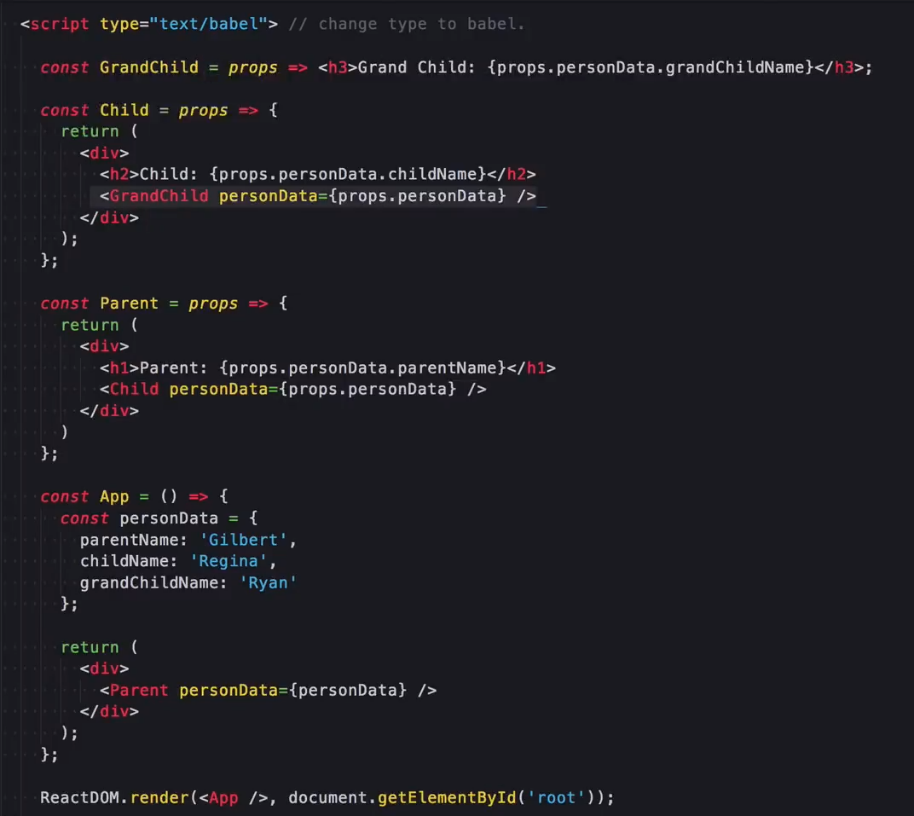 <script type="text/babel"> // change type to babel.
const GrandChild = props => <h3>Grand Child: {props.personData.grandChildName}</h3>;
const Child = props => {
return (
<div>
<h2>Child: {props.personData.childName}</h2>
<GrandChild personData={props.personData} />
</div>
);
};
const Parent = props => {
return (
<div>
<h1>Parent: {props.personData.parentName}</h1>
<Child personData={props.personData} />
</div>
)
};
const App = () => {
const personData = {
parentName: 'Gilbert',
childName: 'Regina',
grandChildName: 'Ryan'
};
return (
<div>
<Parent personData={personData} />
</div>
);
};
ReactDOM.render(<App />, document.getElementById('root'));